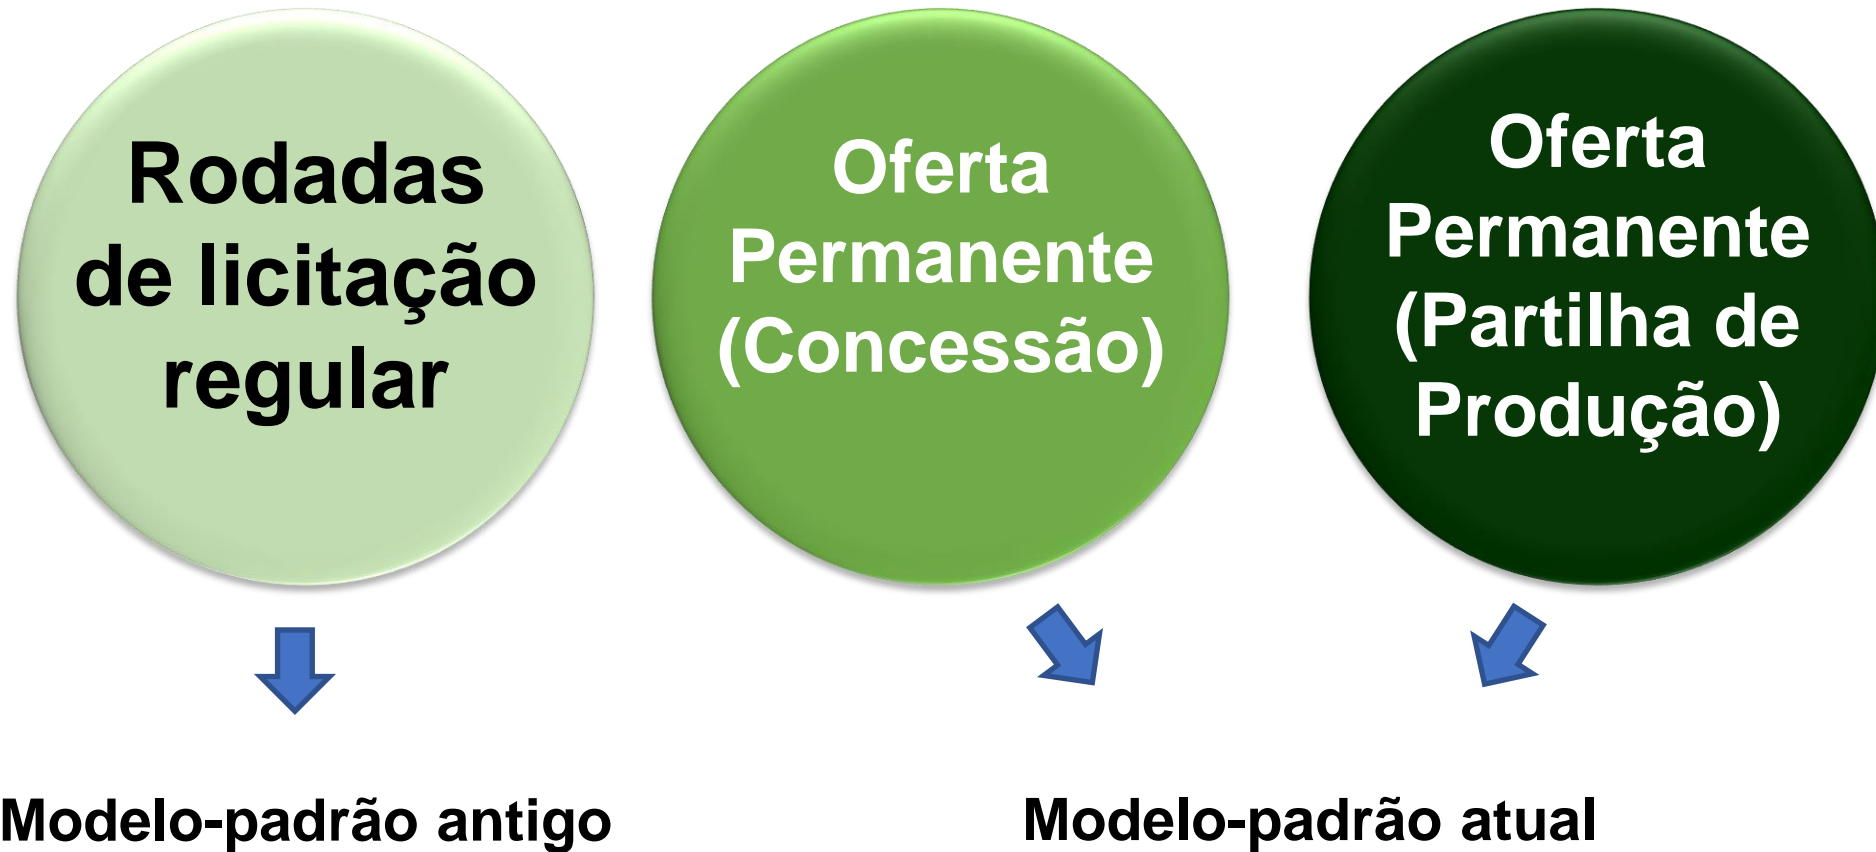 Rodadas
de licitação
regular
Oferta
Permanente
(Concessão)
Oferta
Permanente
(Partilha de
Produção)
Modelo-padrão antigo
Modelo-padrão atual